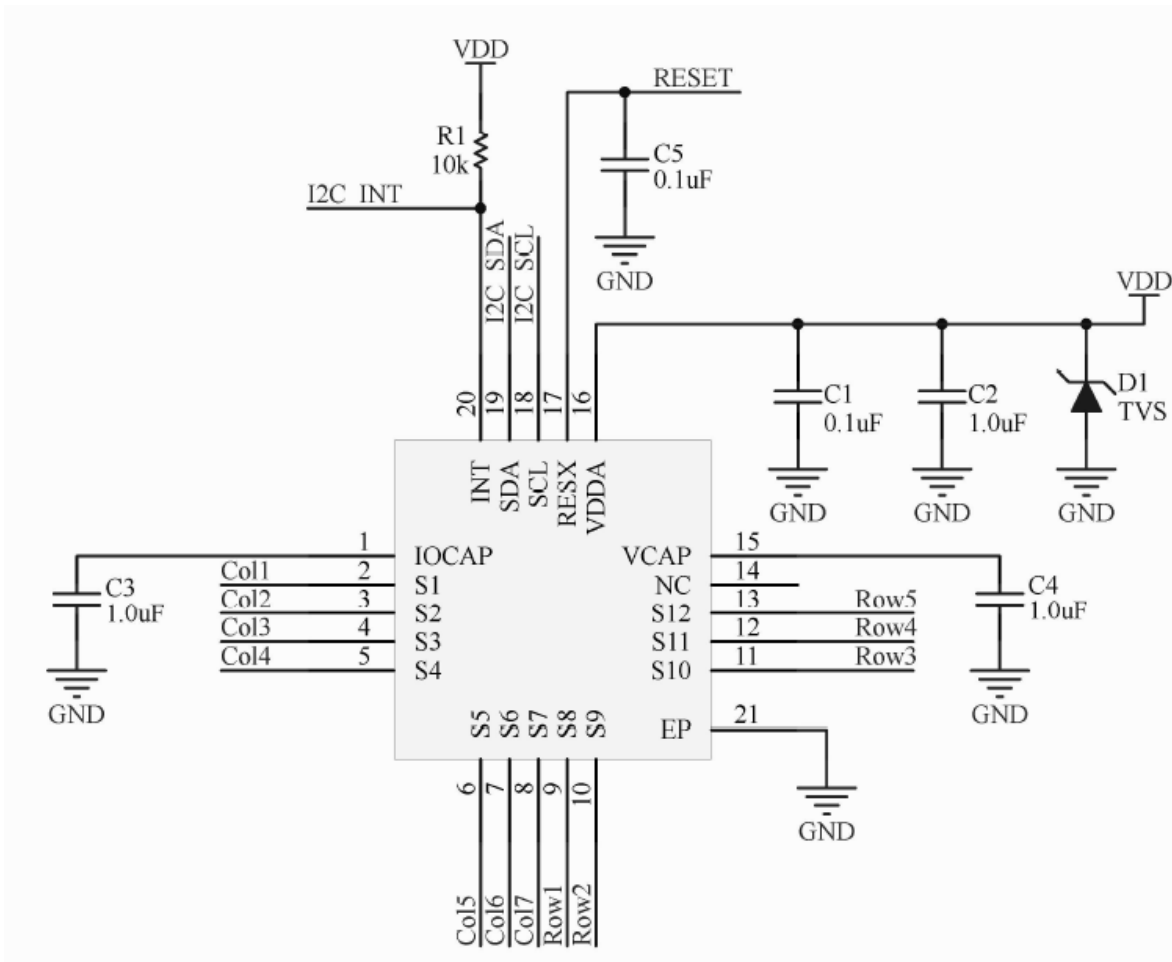 VDD
RESET
R1
10k
C5
0.1uF
I2C_INT
I2C_SDA
I2C_SCL
GND
VDD
20
19
18
17
16
C1
0.1uF
C2
1.0uF
D1
TVS
INT
SDA
SCL
RESX
VDDA
GND
GND
GND
1
IOCAP
VCAP
15
C3
1.0uF
Col1
2
S1
NC
14
C4
1.0uF
Col2
3
S2
S12
13
Row5
Col3
4
S3
S11
12
Row4
Col4
5
S4
S10
11
Row3
GND
GND
S5
S6
S7
S8
S9
EP
21
6
7
8
9
10
GND
Col5
Col6
Col7
Row1
Row2